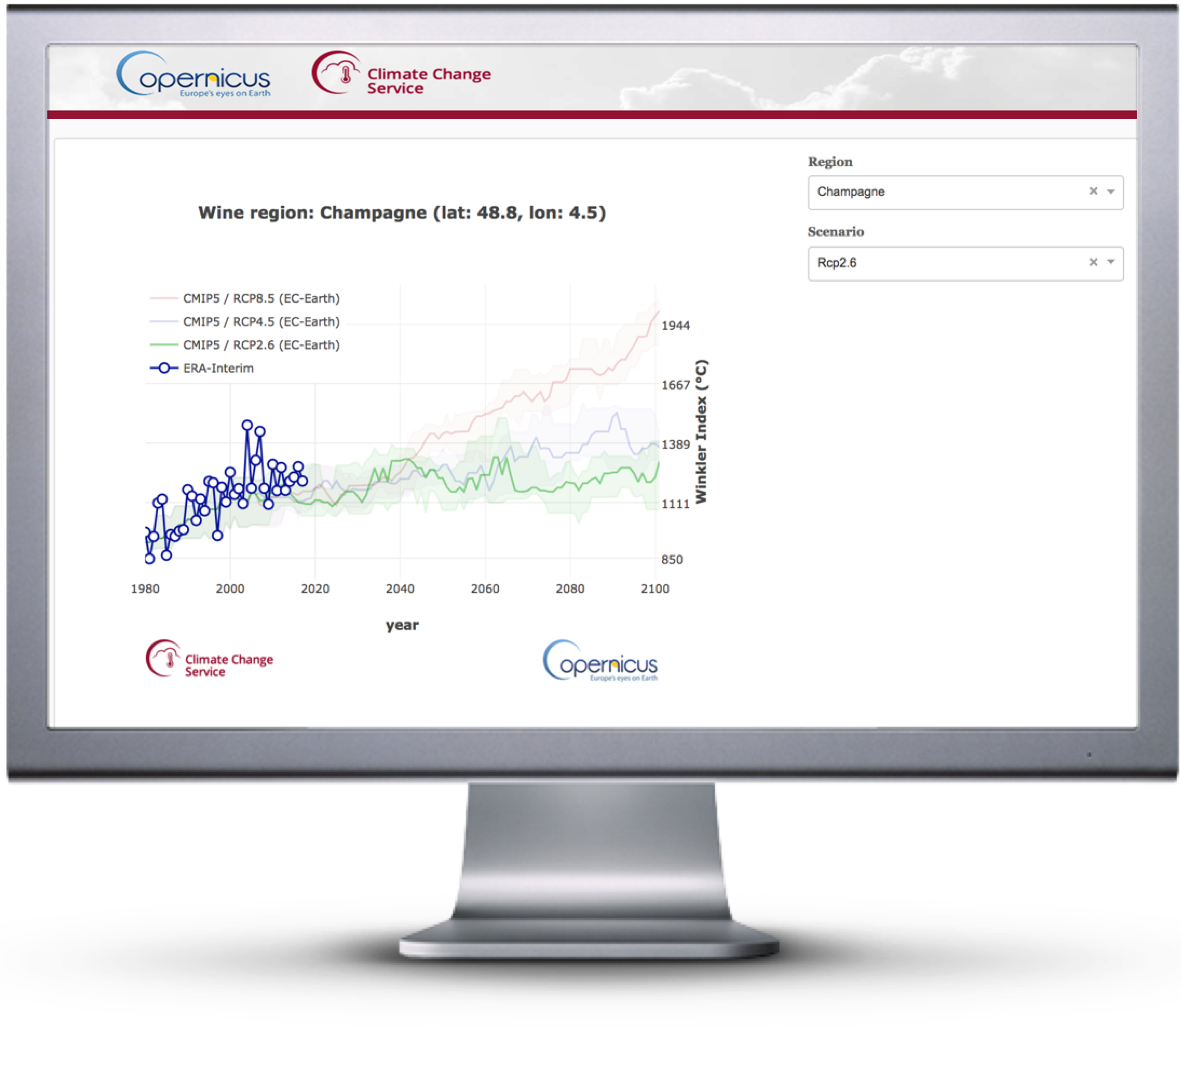 Copernicus
Europe's eyes on Earth
Climate Change
Service
Region
Champagne
Scenario
Rcp2.6
Wine region: Champagne (lat: 48.8, lon: 4.5)
CMIP5 / RCP8.5 (EC-Earth)
CMIP5 / RCP4.5 (EC-Earth)
CMIP5 / RCP2.6 (EC-Earth)
ERA-Interim
1944
1667
1389
1111
850
Winkler Index (°C)
1980 2000 2020 2040 2060 2080 2100
year
Climate Change
Service
Copernicus
Europe's eyes on Earth